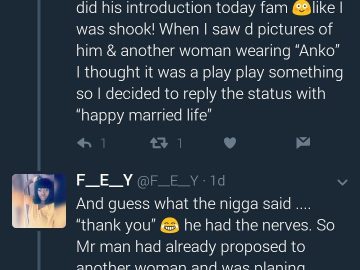 did his introduction today fam 🙂like I
was shook! When I saw d pictures of
him & another woman wearing “Anko”
I thought it was a play play something
so I decided to reply the status with
“happy married life”
1 1
F__E__Y @F__E__Y · 1d
And guess what the nigga said ....
“thank you” 😂 he had the nerves. So
Mr man had already proposed to
another woman and was planing